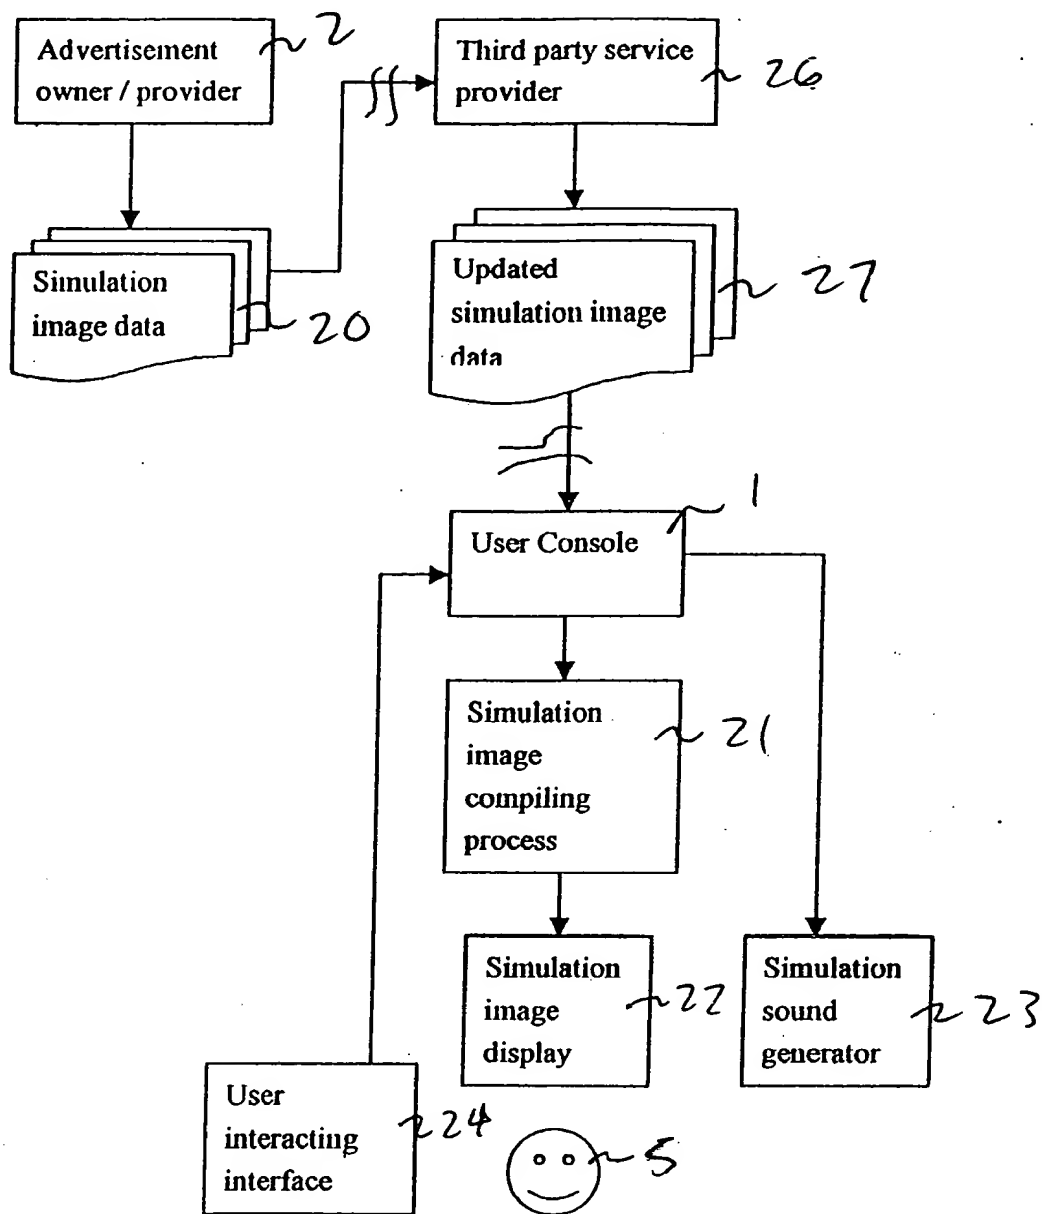 Advertisement
owner / provider
2
Third party service
provider
26
Simulation
image data
20
Updated
simulation image
data
27
User Console
1
Simulation
image
compiling
process
21
Simulation
image
display
22
Simulation
sound
generator
23
User
interacting
interface
24
5